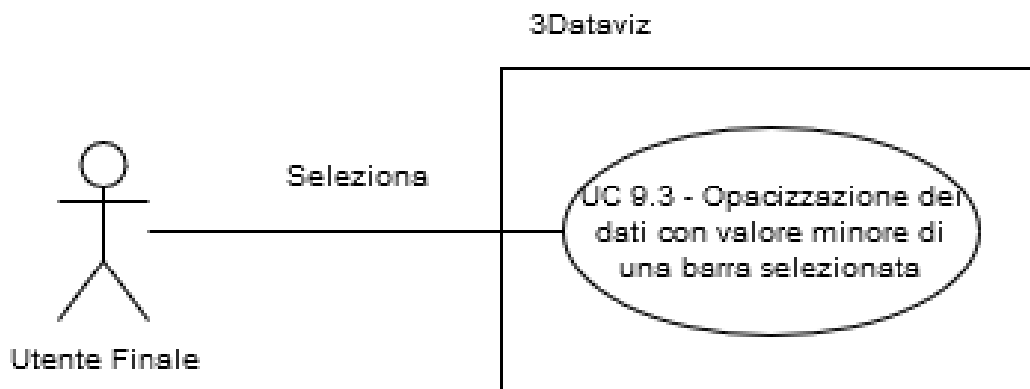 3Dataviz
Seleziona
UC 9.3 - Opacizzazione dei
dati con valore minore di
una barra selezionata
Utente Finale